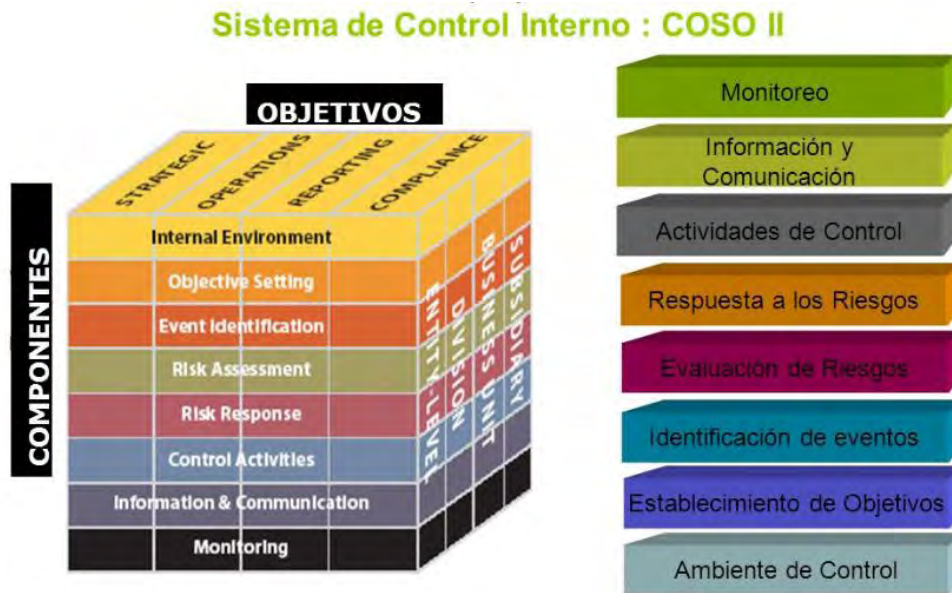 Sistema de Control Interno : COSO II
OBJETIVOS
STRATEGIC
OPERATIONS
REPORTING
COMPLIANCE
COMPONENTES
Internal Environment
Objective Setting
Event Identification
Risk Assessment
Risk Response
Control Activities
Information & Communication
Monitoring
ENTITY-LEVEL
DIVISION
BUSINESS UNIT
SUBSIDIARY
Monitoreo
Información y
Comunicación
Actividades de Control
Respuesta a los Riesgos
Evaluación de Riesgos
Identificación de eventos
Establecimiento de Objetivos
Ambiente de Control